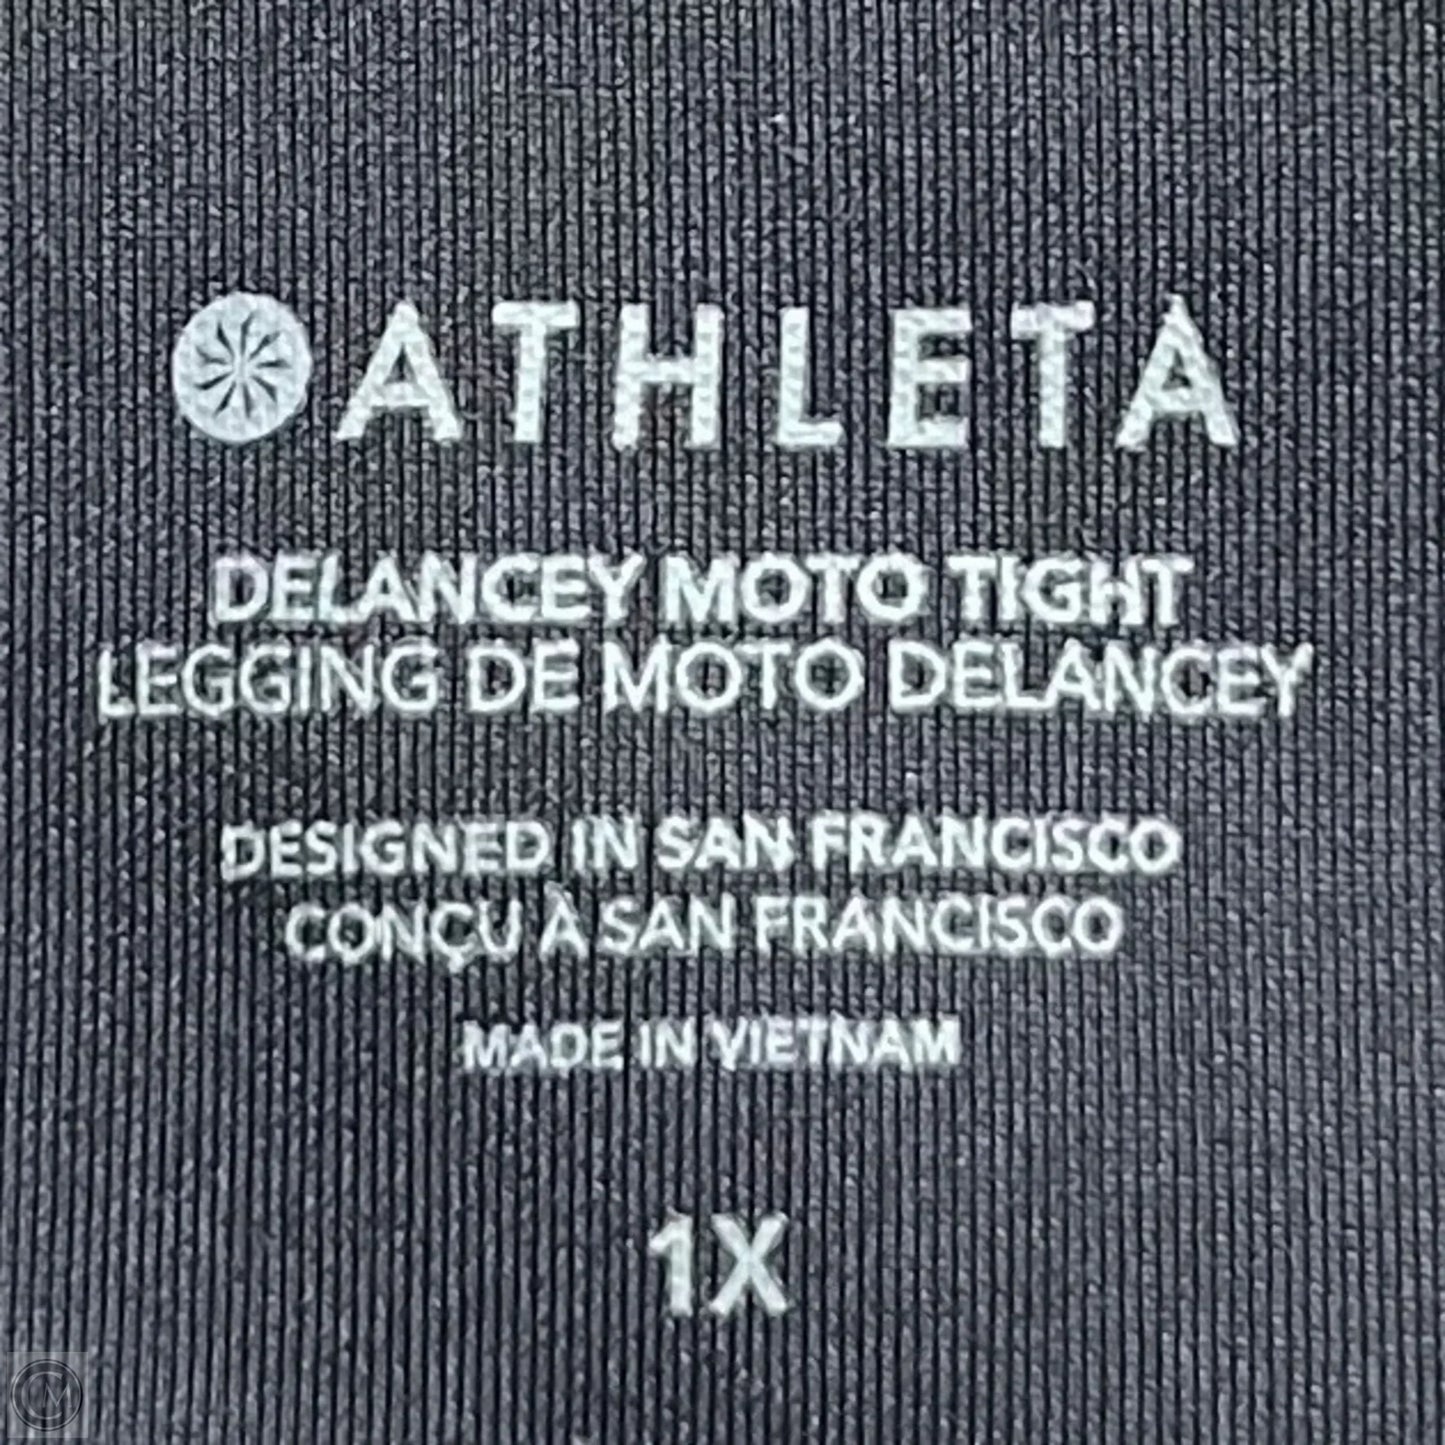 ATHLETA
DELANCEY MOTO TIGHT
LEGGING DE MOTO DELANCEY
DESIGNED IN SAN FRANCISCO
CONÇU À SAN FRANCISCO
MADE IN VIETNAM
1X